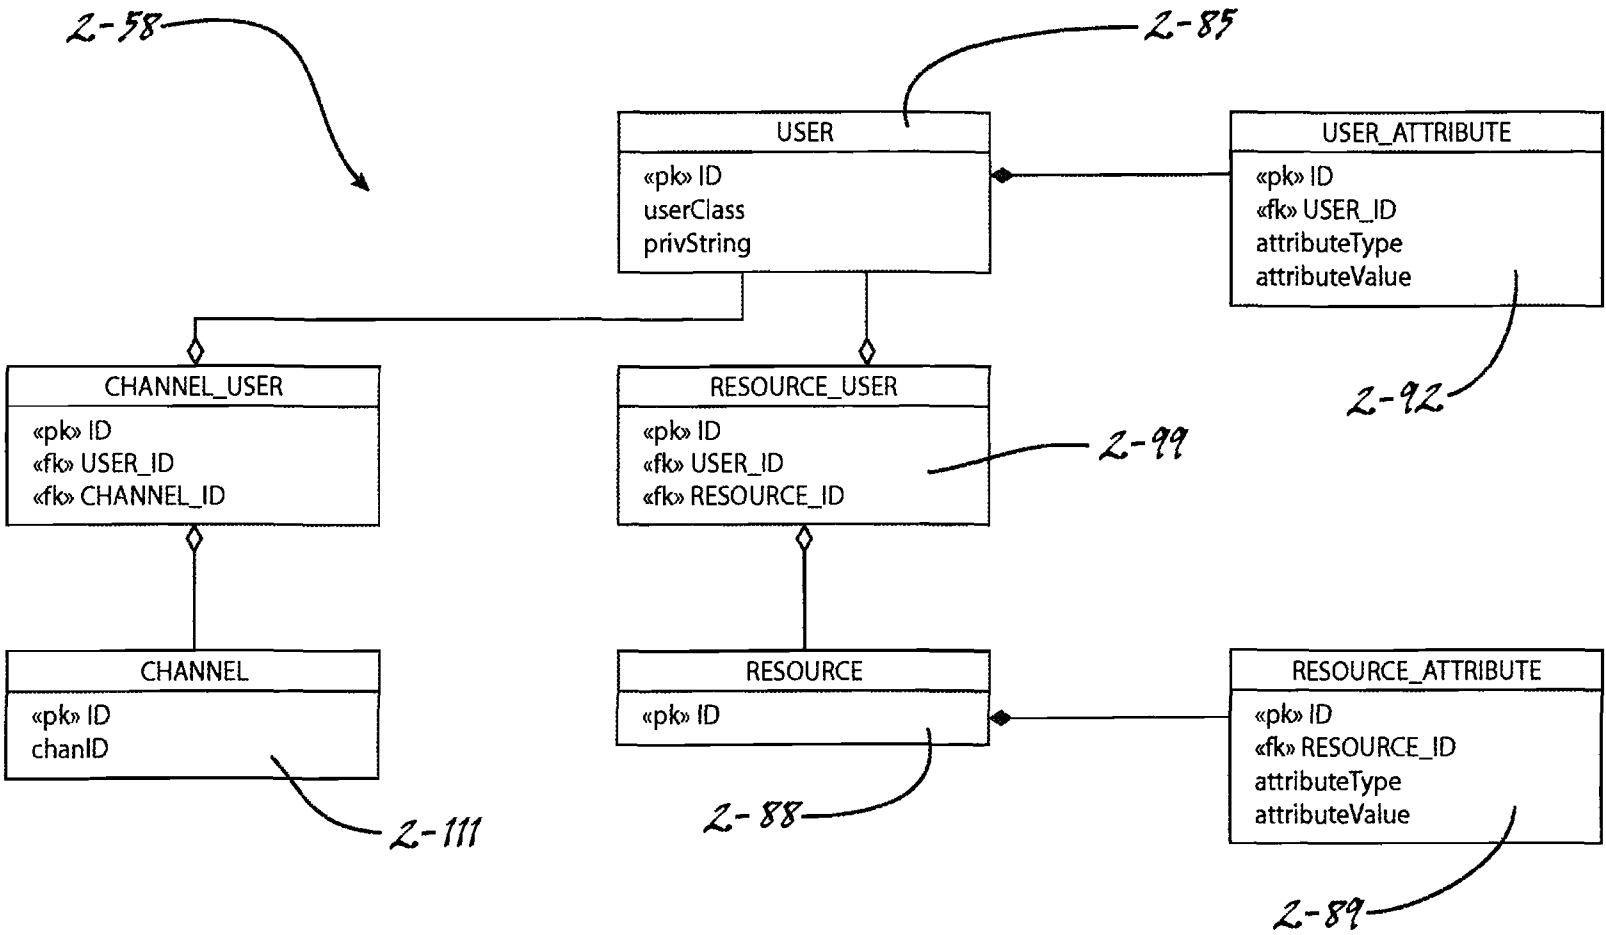 2-58
2-85
USER
«pk» ID
userClass
privString
USER_ATTRIBUTE
«pk» ID
«fk» USER_ID
attributeType
attributeValue
2-92
CHANNEL_USER
«pk» ID
«fk» USER_ID
«fk» CHANNEL_ID
RESOURCE_USER
«pk» ID
«fk» USER_ID
«fk» RESOURCE_ID
2-99
CHANNEL
«pk» ID
chanID
2-111
RESOURCE
«pk» ID
2-88
RESOURCE_ATTRIBUTE
«pk» ID
«fk» RESOURCE_ID
attributeType
attributeValue
2-89